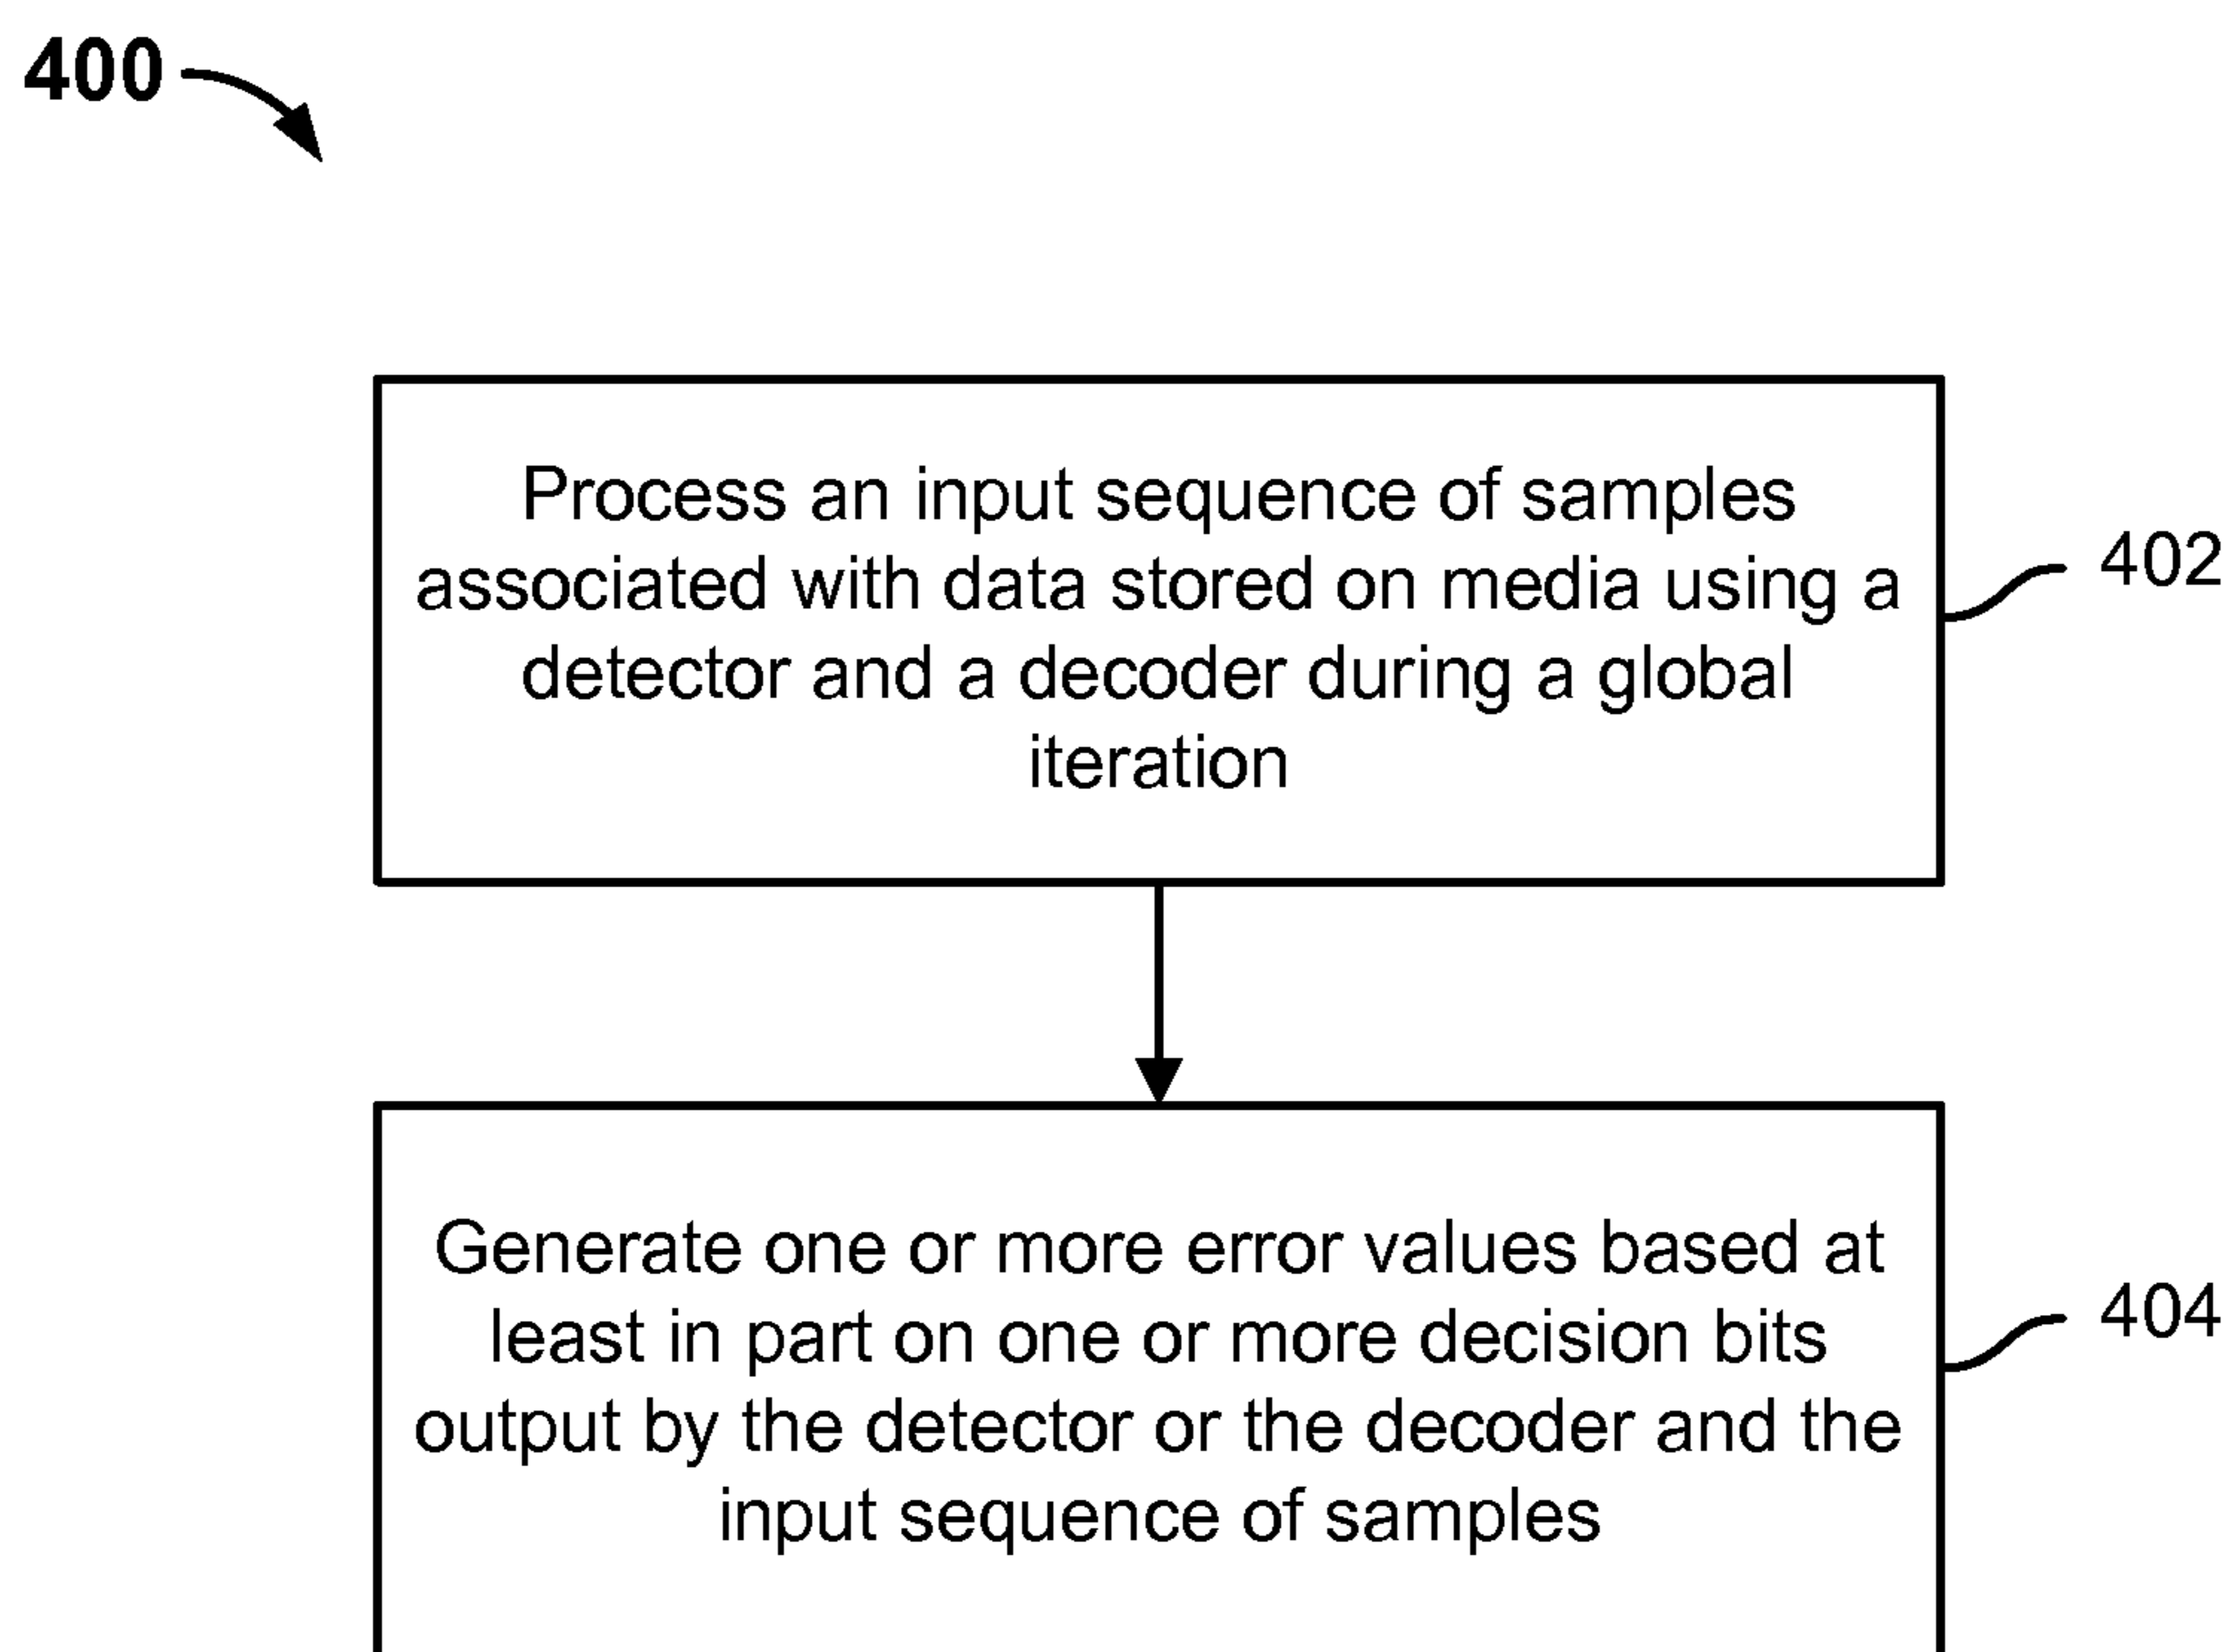 400
Process an input sequence of samples
associated with data stored on media using a
detector and a decoder during a global
iteration
402
Generate one or more error values based at
least in part on one or more decision bits
output by the detector or the decoder and the
input sequence of samples
404